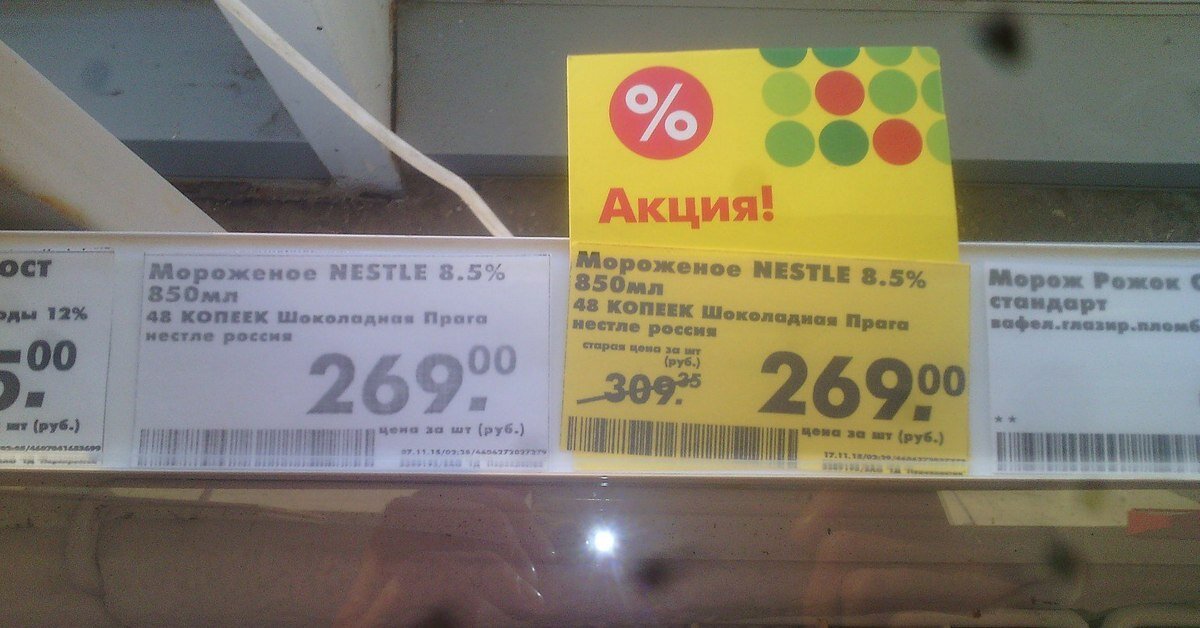 ОСТ
12%
5.00
шт (руб.)
Мороженое NESTLE 8.5%
850мл
48 КОПЕЕК Шоколадная Прага
нестле россия
269.00
цена за шт (руб.)
%
Акция!
Мороженое NESTLE 8.5%
850мл
48 КОПЕЕК Шоколадная Прага
нестле россия
старая цена за шт
(руб.)
309.35
269.00
цена за шт (руб.)
Морож Рожок
стандарт
вафел.глазир.пломб
**